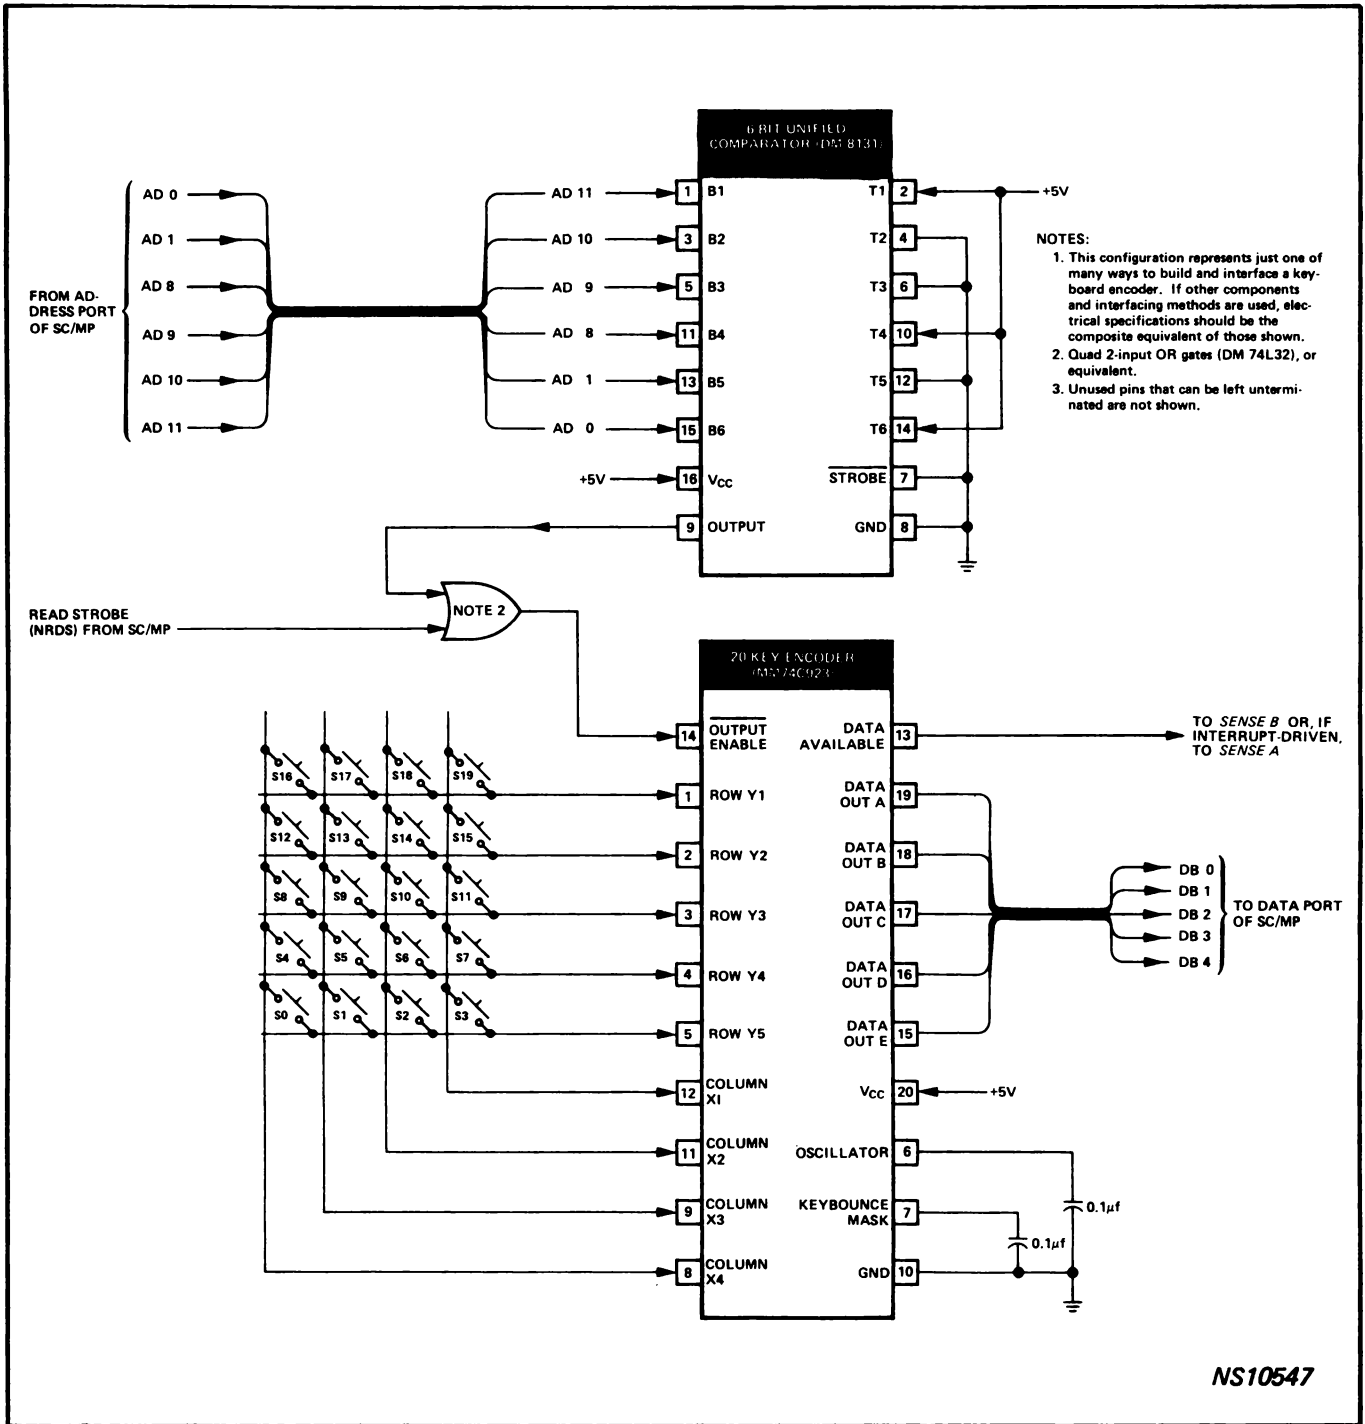 6 BIT UNIFIED
COMPARATOR (DM 8131)
FROM AD-
DRESS PORT
OF SC/MP
AD 0
AD 1
AD 8
AD 9
AD 10
AD 11
AD 11
AD 10
AD 9
AD 8
AD 1
AD 0
+5V
1 B1
3 B2
5 B3
11 B4
13 B5
15 B6
16 VCC
9 OUTPUT
T1 2
T2 4
T3 6
T4 10
T5 12
T6 14
STROBE 7
GND 8
+5V
NOTES:
1. This configuration represents just one of
many ways to build and interface a key-
board encoder. If other components
and interfacing methods are used, elec-
trical specifications should be the
composite equivalent of those shown.
2. Quad 2-input OR gates (DM 74L32), or
equivalent.
3. Unused pins that can be left untermi-
nated are not shown.
NOTE 2
READ STROBE
(NRDS) FROM SC/MP
20 KEY ENCODER
(MM74C923)
S16 S17 S18 S19
S12 S13 S14 S15
S8 S9 S10 S11
S4 S5 S6 S7
S0 S1 S2 S3
14 OUTPUT
ENABLE
1 ROW Y1
2 ROW Y2
3 ROW Y3
4 ROW Y4
5 ROW Y5
12 COLUMN
X1
11 COLUMN
X2
9 COLUMN
X3
8 COLUMN
X4
DATA
AVAILABLE 13
DATA
OUT A 19
DATA
OUT B 18
DATA
OUT C 17
DATA
OUT D 16
DATA
OUT E 15
VCC 20
+5V
OSCILLATOR 6
KEYBOUNCE
MASK 7
GND 10
0.1µf
0.1µf
TO SENSE B OR, IF
INTERRUPT-DRIVEN,
TO SENSE A
DB 0
DB 1
DB 2
DB 3
DB 4
TO DATA PORT
OF SC/MP
NS10547